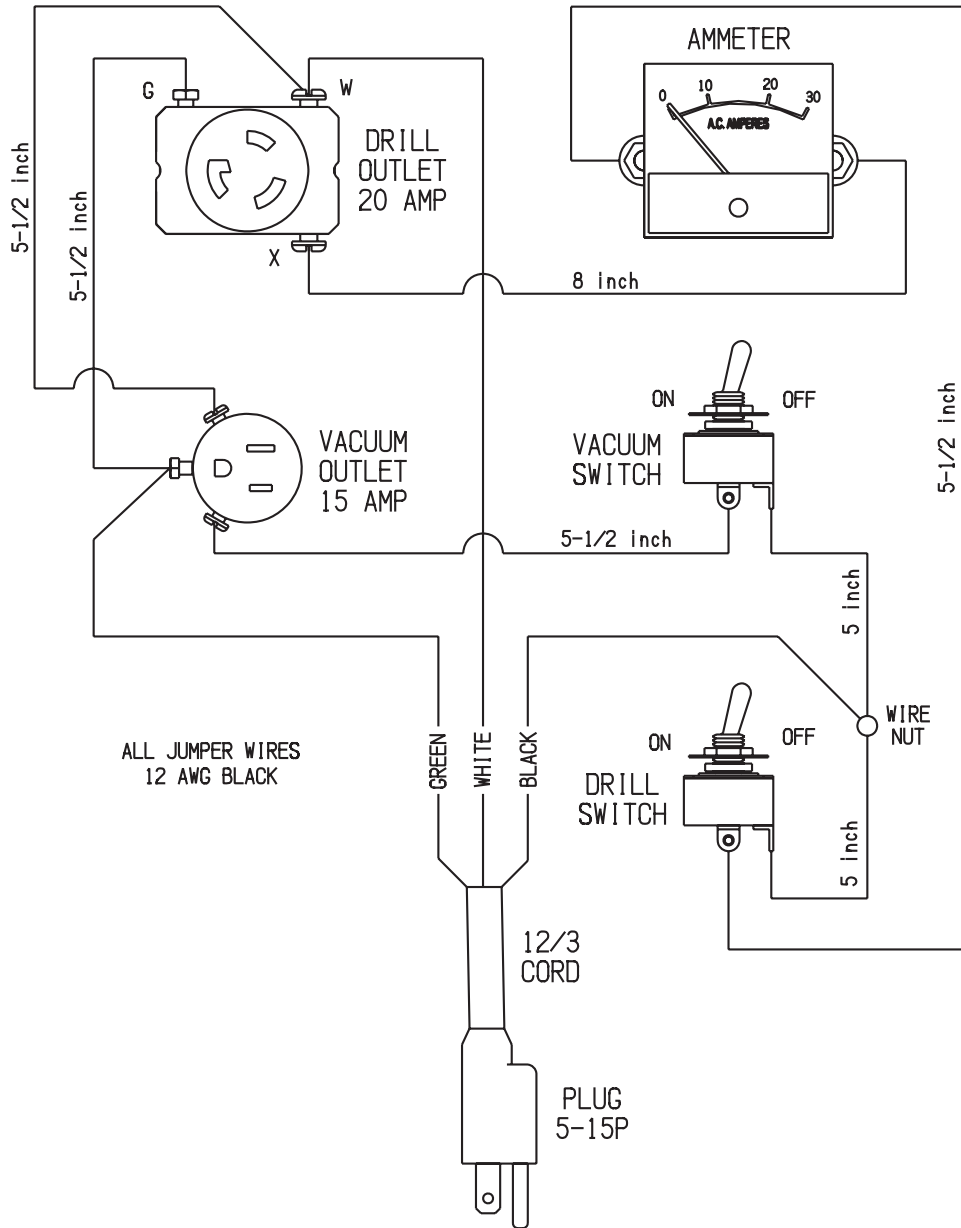 AMMETER
0
10
20
30
A.C. AMPERES
G
W
DRILL
OUTLET
20 AMP
X
5-1/2 inch
5-1/2 inch
8 inch
ON
OFF
VACUUM
SWITCH
VACUUM
OUTLET
15 AMP
5-1/2 inch
5-1/2 inch
5 inch
WIRE
NUT
ON
OFF
DRILL
SWITCH
5 inch
ALL JUMPER WIRES
12 AWG BLACK
GREEN
WHITE
BLACK
12/3
CORD
PLUG
5-15P